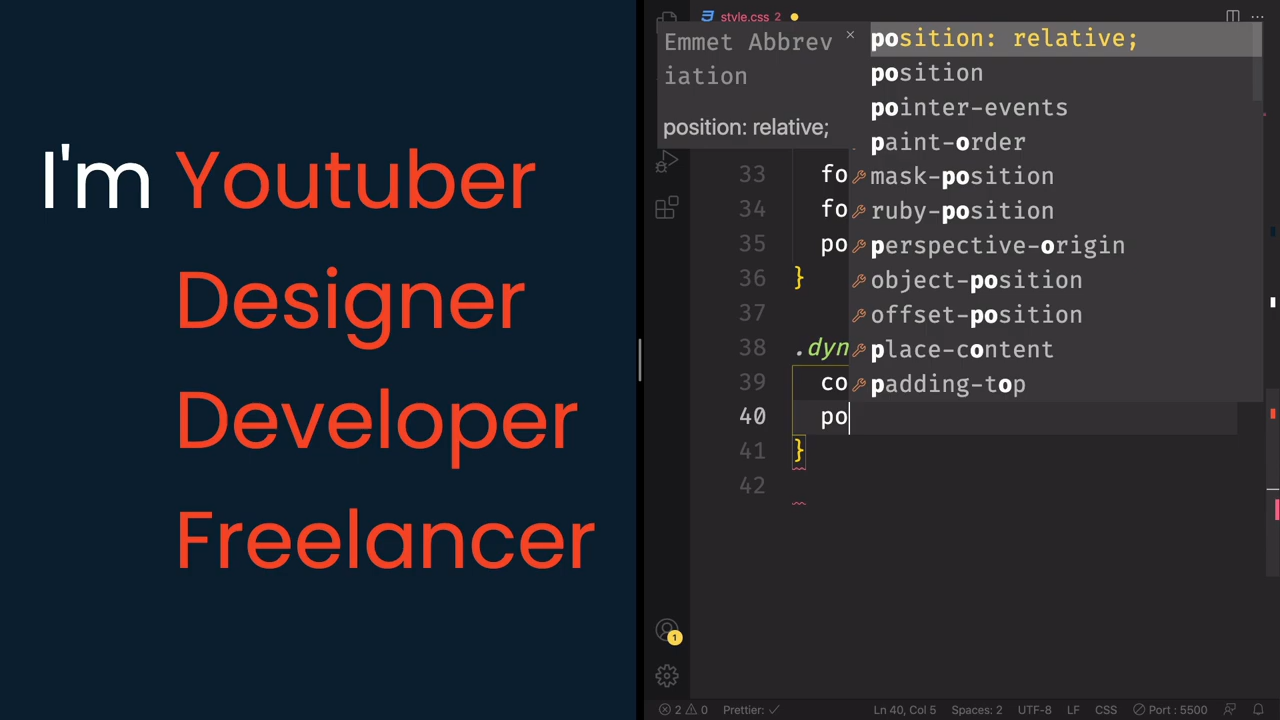 I'm Youtuber
Designer
Developer
Freelancer
style.css 2
Emmet Abbrev
iation
position: relative;
position: relative;
position
pointer-events
paint-order
mask-position
ruby-position
perspective-origin
object-position
offset-position
place-content
padding-top
33 fo
34 fo
35 po
36 }
37
38 .dyn
39 co
40 po
41 }
42
1
2 0 Prettier: ✓ Ln 40, Col 5 Spaces: 2 UTF-8 LF CSS Port : 5500